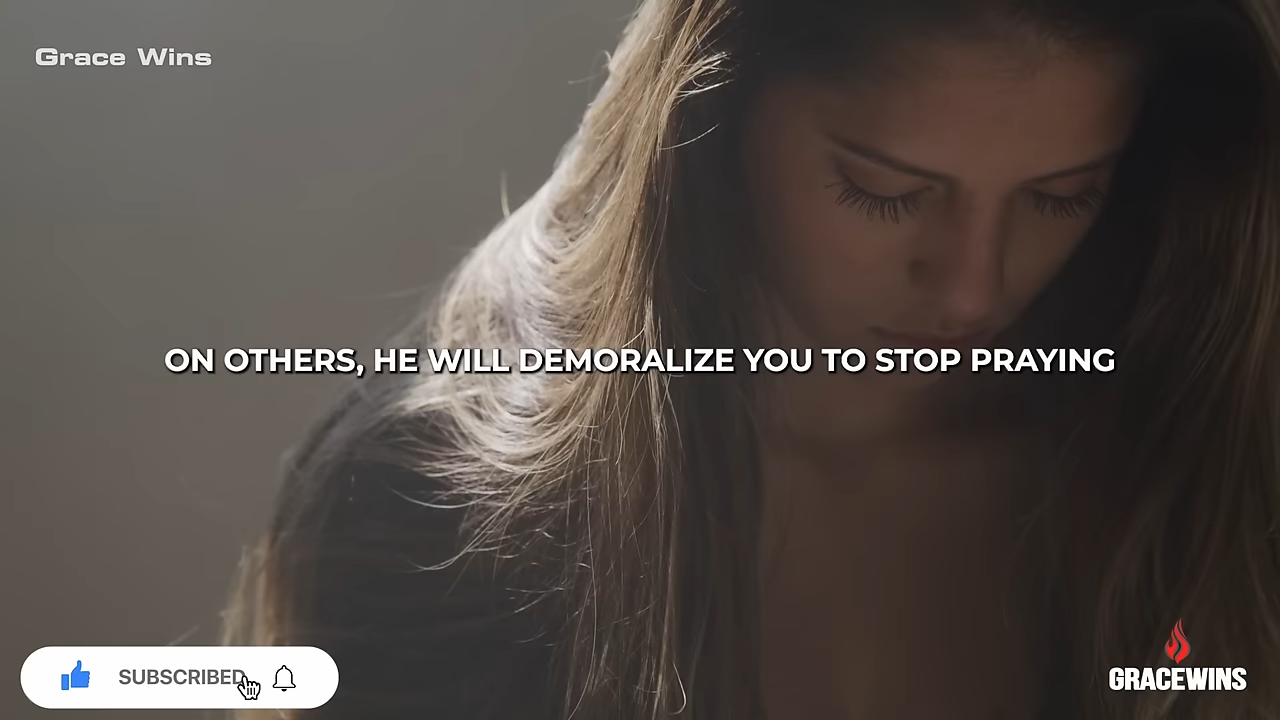 Grace Wins
ON OTHERS, HE WILL DEMORALIZE YOU TO STOP PRAYING
SUBSCRIBED
GRACEWINS